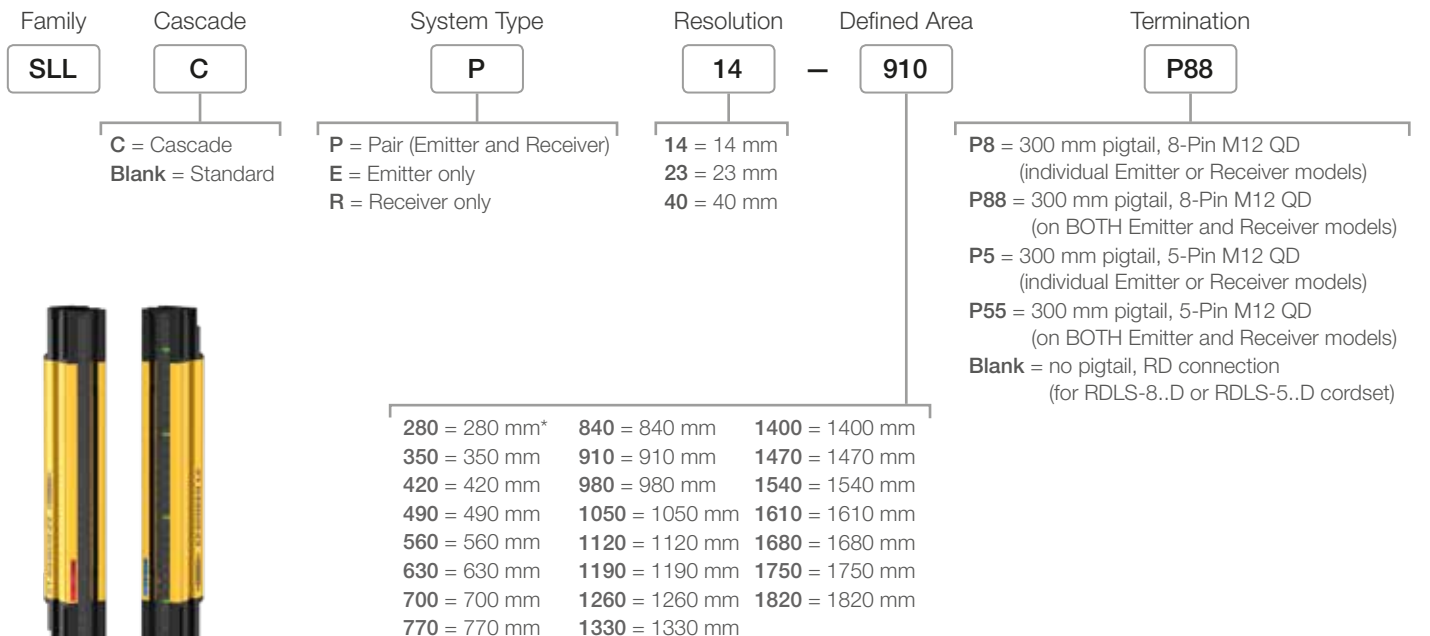 Family Cascade System Type Resolution Defined Area Termination
SLL C P 14 – 910 P88
C = Cascade
Blank = Standard
P = Pair (Emitter and Receiver)
E = Emitter only
R = Receiver only
14 = 14 mm
23 = 23 mm
40 = 40 mm
P8 = 300 mm pigtail, 8-Pin M12 QD
(individual Emitter or Receiver models)
P88 = 300 mm pigtail, 8-Pin M12 QD
(on BOTH Emitter and Receiver models)
P5 = 300 mm pigtail, 5-Pin M12 QD
(individual Emitter or Receiver models)
P55 = 300 mm pigtail, 5-Pin M12 QD
(on BOTH Emitter and Receiver models)
Blank = no pigtail, RD connection
(for RDLS-8..D or RDLS-5..D cordset)
280 = 280 mm* 840 = 840 mm 1400 = 1400 mm
350 = 350 mm 910 = 910 mm 1470 = 1470 mm
420 = 420 mm 980 = 980 mm 1540 = 1540 mm
490 = 490 mm 1050 = 1050 mm 1610 = 1610 mm
560 = 560 mm 1120 = 1120 mm 1680 = 1680 mm
630 = 630 mm 1190 = 1190 mm 1750 = 1750 mm
700 = 700 mm 1260 = 1260 mm 1820 = 1820 mm
770 = 770 mm 1330 = 1330 mm